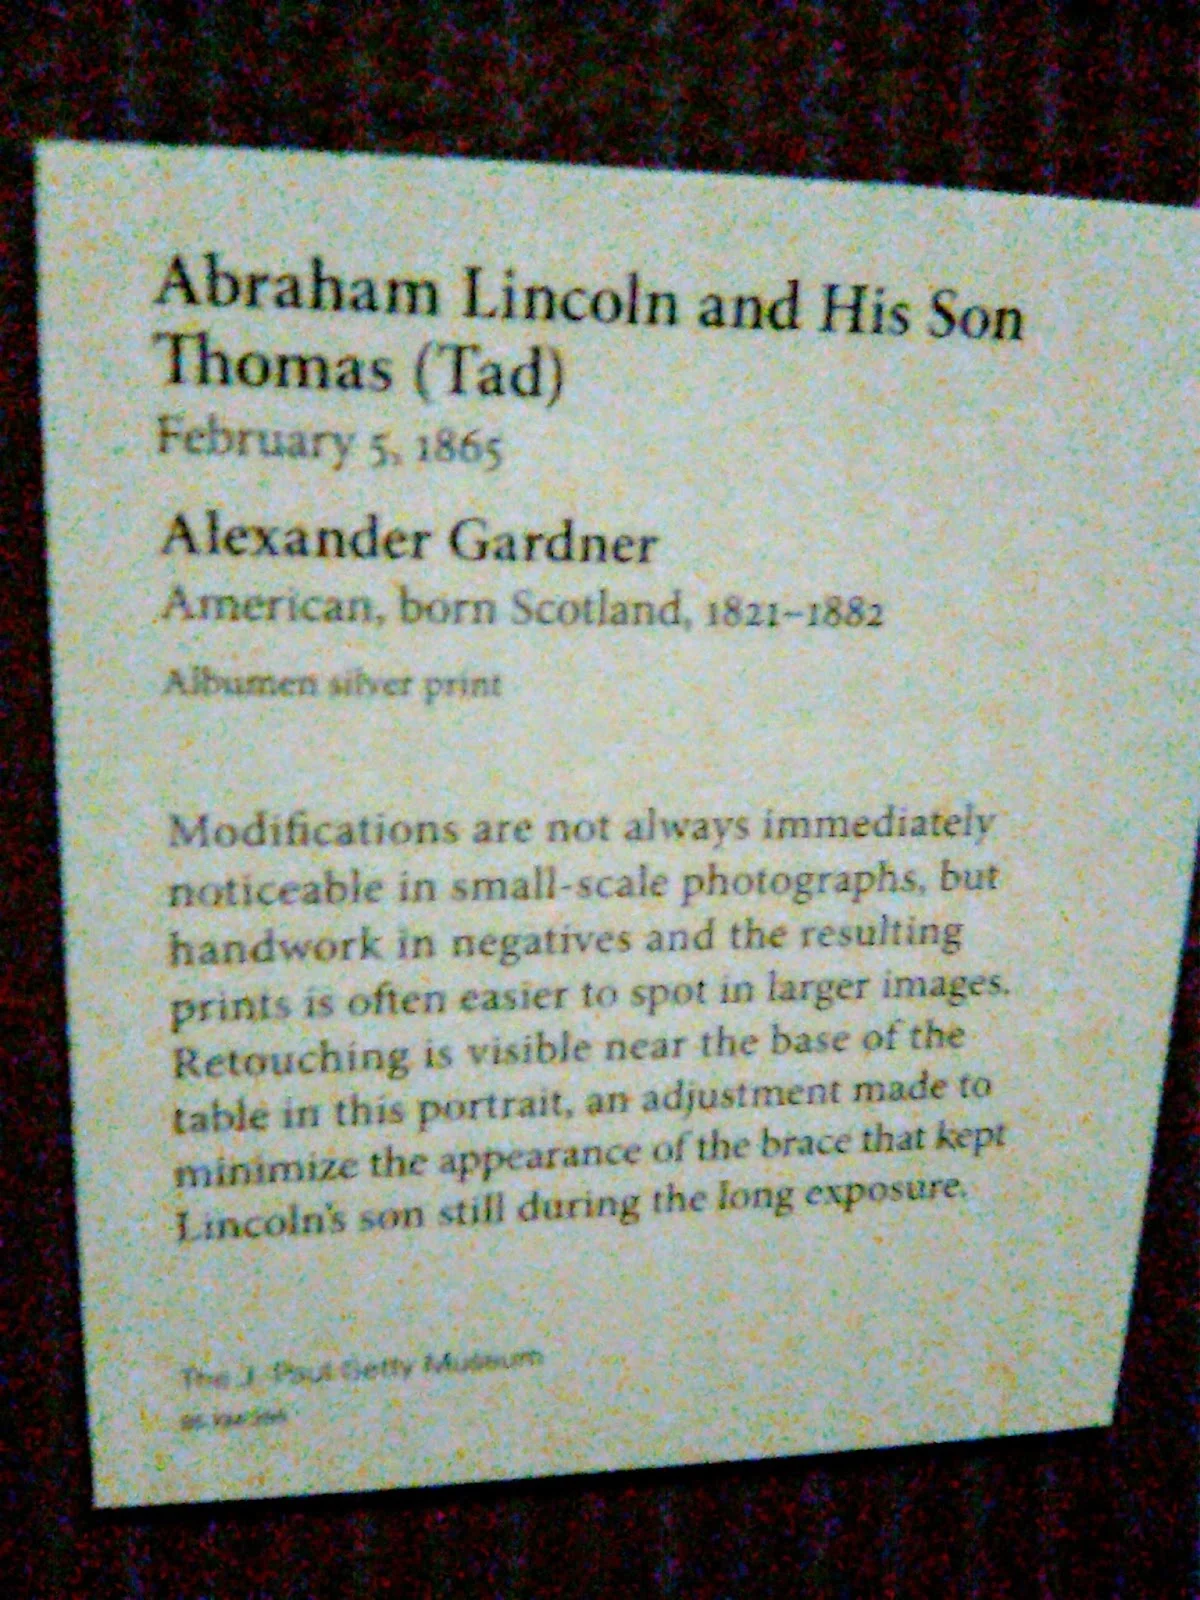 Abraham Lincoln and His Son
Thomas (Tad)
February 5, 1865
Alexander Gardner
American, born Scotland, 1821–1882
Albumen silver print
Modifications are not always immediately
noticeable in small-scale photographs, but
handwork in negatives and the resulting
prints is often easier to spot in larger images.
Retouching is visible near the base of the
table in this portrait, an adjustment made to
minimize the appearance of the brace that kept
Lincoln's son still during the long exposure.
The J. Paul Getty Museum